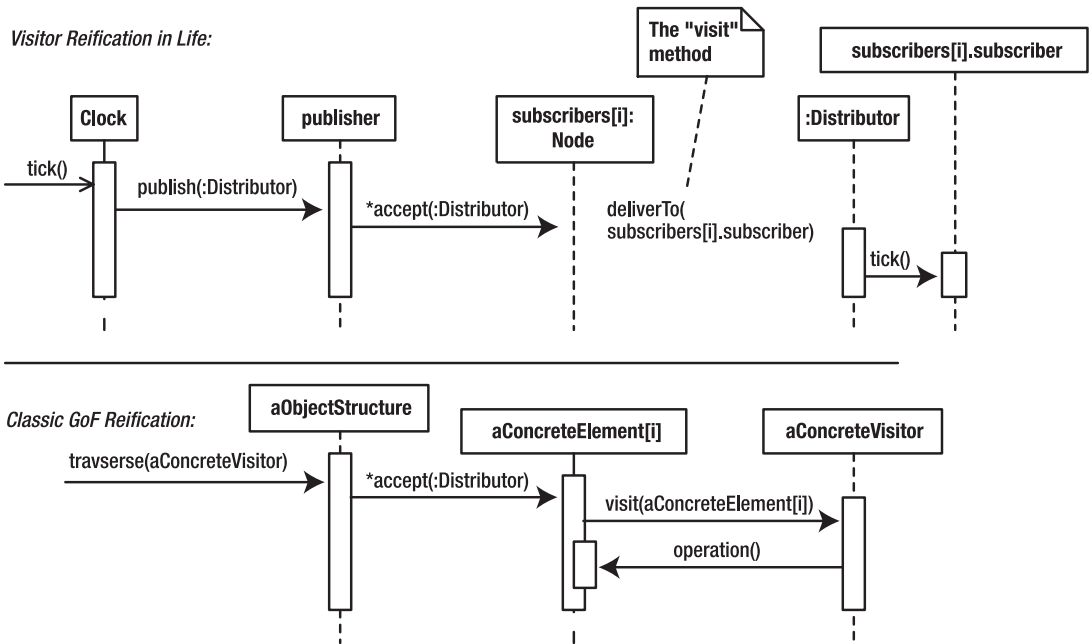 Visitor Reification in Life:
The "visit"
method
subscribers[i].subscriber
Clock
publisher
subscribers[i]:
Node
:Distributor
tick()
publish(:Distributor)
*accept(:Distributor)
deliverTo(
subscribers[i].subscriber)
tick()
Classic GoF Reification:
aObjectStructure
aConcreteElement[i]
aConcreteVisitor
travserse(aConcreteVisitor)
*accept(:Distributor)
visit(aConcreteElement[i])
operation()